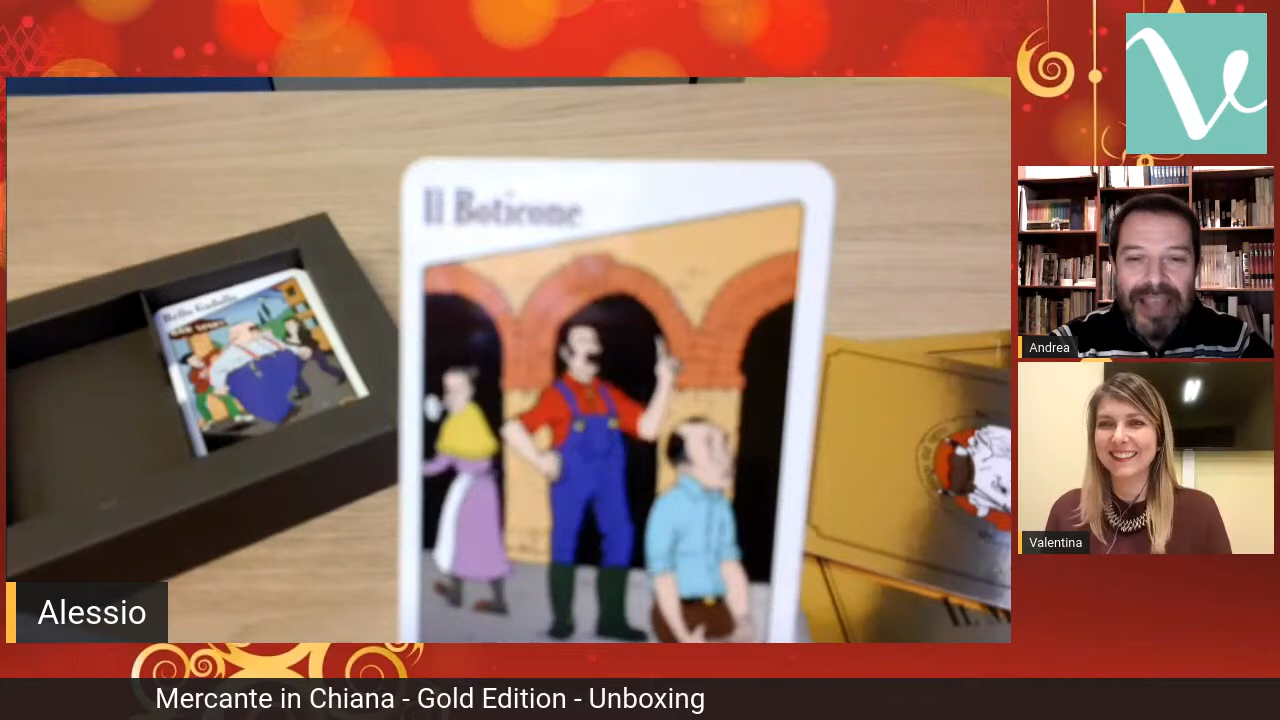 Il Boticone
Andrea
Valentina
Alessio
Mercante in Chiana - Gold Edition - Unboxing